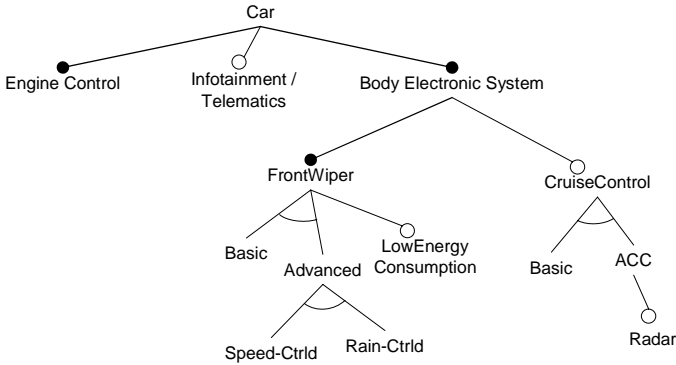 Car
Engine Control
Infotainment /
Telematics
Body Electronic System
FrontWiper
CruiseControl
Basic
Advanced
LowEnergy
Consumption
Basic
ACC
Speed-Ctrld
Rain-Ctrld
Radar